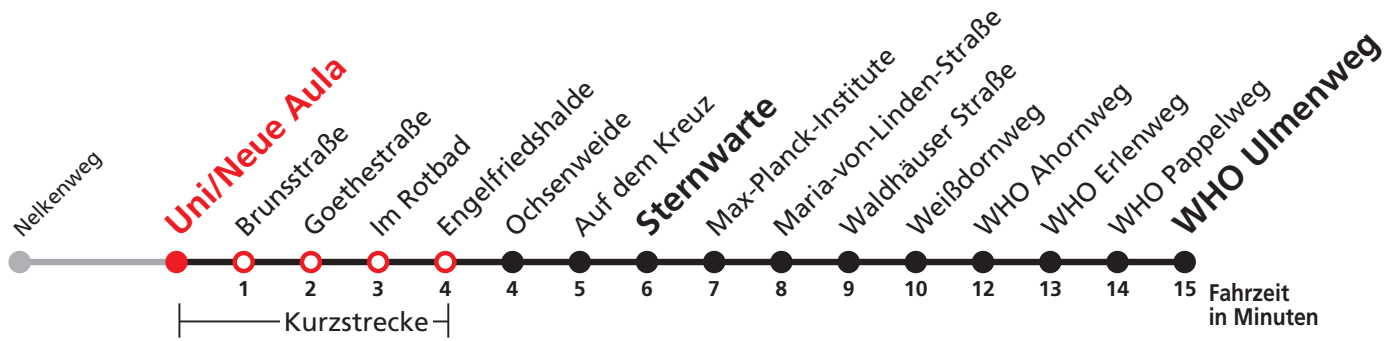 Nelkenweg
Uni/Neue Aula
Brunsstraße
Goethestraße
Im Rotbad
Engelfriedshalde
Ochsenweide
Auf dem Kreuz
Sternwarte
Max-Planck-Institute
Maria-von-Linden-Straße
Waldhäuser Straße
Weißdornweg
WHO Ahornweg
WHO Erlenweg
WHO Pappelweg
WHO Ulmenweg
1 2 3 4 4 5 6 7 8 9 10 12 13 14 15 Fahrzeit
in Minuten
Kurzstrecke